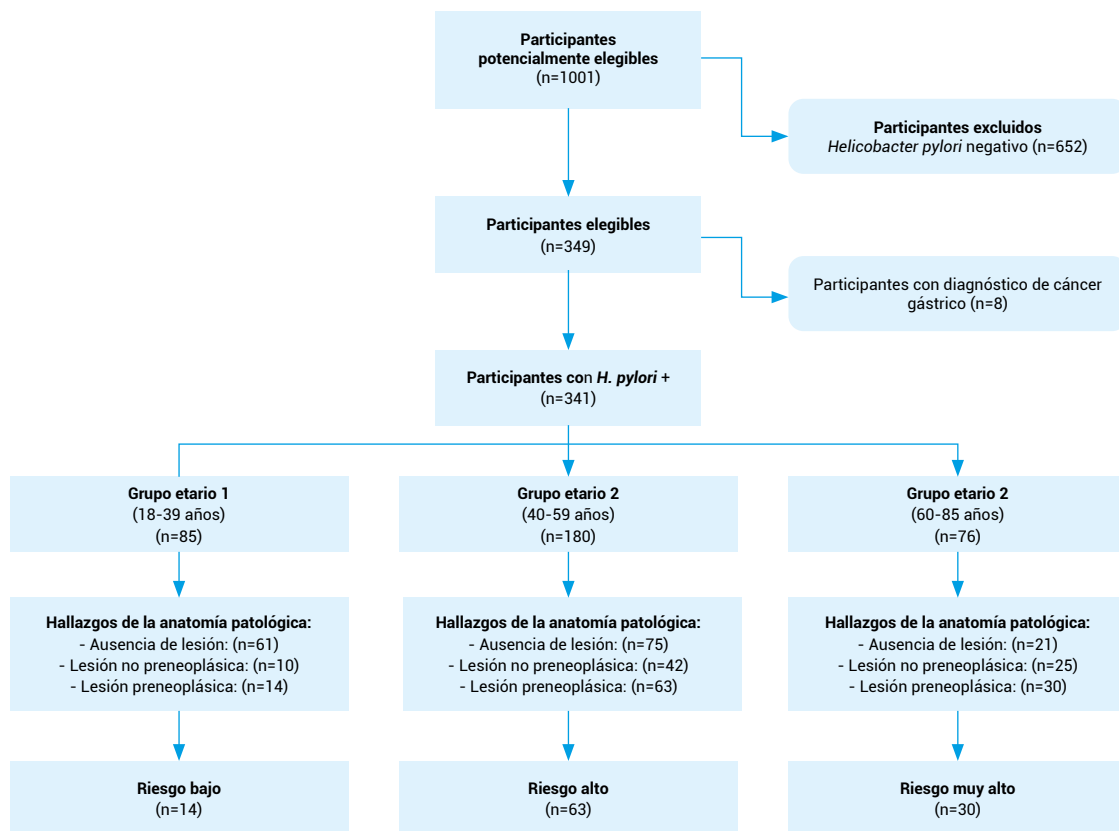 Participantes
potencialmente elegibles
(n=1001)
Participantes excluidos
Helicobacter pylori negativo (n=652)
Participantes elegibles
(n=349)
Participantes con diagnóstico de cáncer
gástrico (n=8)
Participantes con H. pylori +
(n=341)
Grupo etario 1
(18-39 años)
(n=85)
Grupo etario 2
(40-59 años)
(n=180)
Grupo etario 2
(60-85 años)
(n=76)
Hallazgos de la anatomía patológica:
- Ausencia de lesión: (n=61)
- Lesión no preneoplásica: (n=10)
- Lesión preneoplásica: (n=14)
Hallazgos de la anatomía patológica:
- Ausencia de lesión: (n=75)
- Lesión no preneoplásica: (n=42)
- Lesión preneoplásica: (n=63)
Hallazgos de la anatomía patológica:
- Ausencia de lesión: (n=21)
- Lesión no preneoplásica: (n=25)
- Lesión preneoplásica: (n=30)
Riesgo bajo
(n=14)
Riesgo alto
(n=63)
Riesgo muy alto
(n=30)